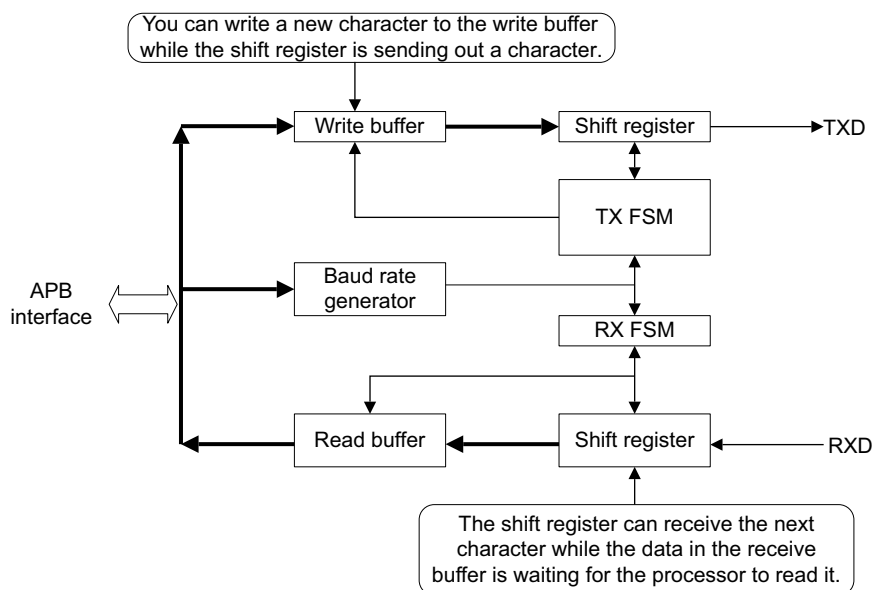 You can write a new character to the write buffer
while the shift register is sending out a character.
Write buffer
Shift register
TXD
TX FSM
Baud rate
generator
APB
interface
RX FSM
Read buffer
Shift register
RXD
The shift register can receive the next
character while the data in the receive
buffer is waiting for the processor to read it.